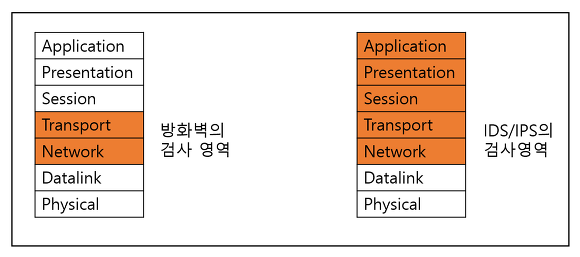 Application
Presentation
Session
Transport
Network
Datalink
Physical
방화벽의
검사 영역
Application
Presentation
Session
Transport
Network
Datalink
Physical
IDS/IPS의
검사영역